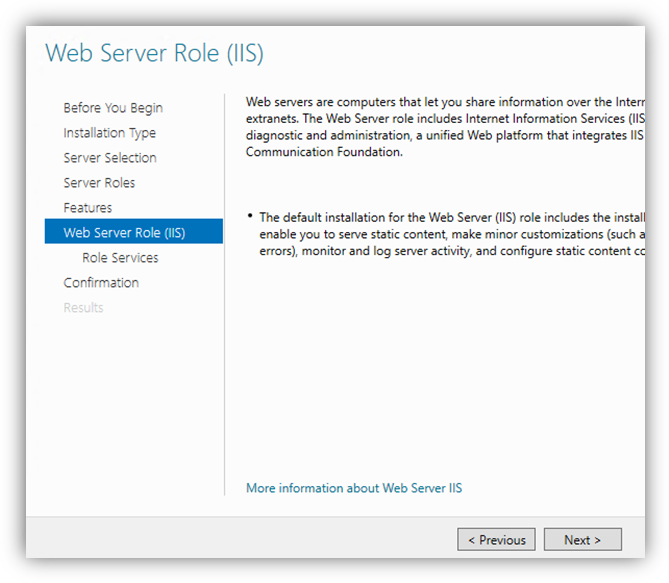 Web Server Role (IIS)
Before You Begin
Installation Type
Server Selection
Server Roles
Features
Web Server Role (IIS)
Role Services
Confirmation
Results
Web servers are computers that let you share information over the
extranets. The Web Server role includes Internet Information Services (IIS
diagnostic and administration, a unified Web platform that integrates IIS
Communication Foundation.
• The default installation for the Web Server (IIS) role includes the
enable you to serve static content, make minor customizations (such
errors), monitor and log server activity, and configure static content
More information about Web Server IIS
< Previous
Next >